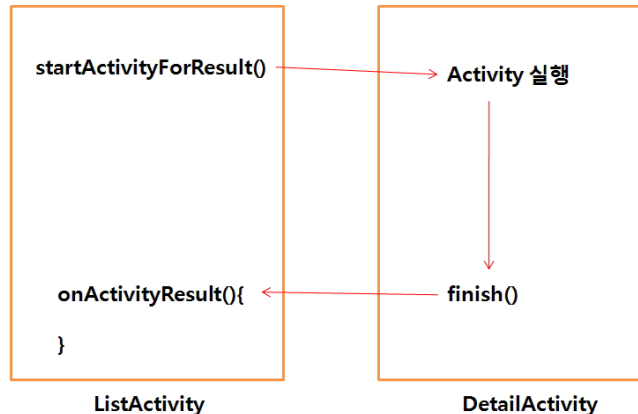 startActivityForResult()
Activity 실행
onActivityResult(){
finish()
}
ListActivity
DetailActivity